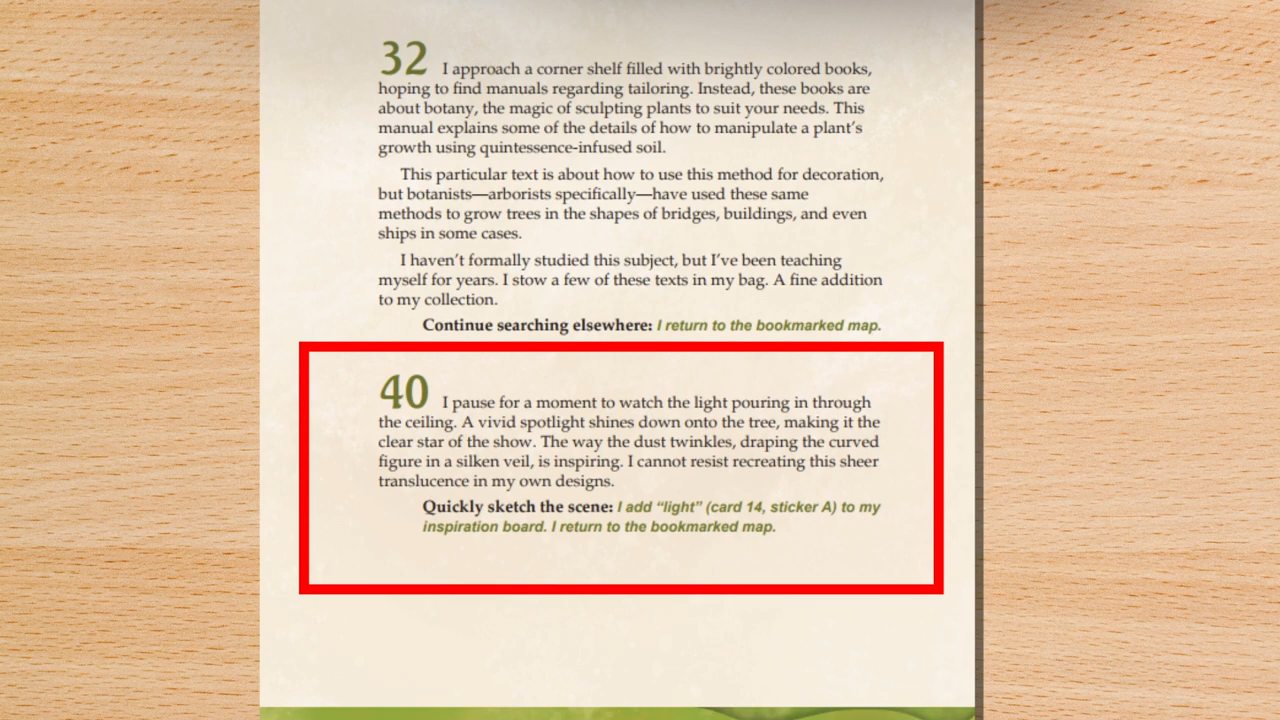 32 I approach a corner shelf filled with brightly colored books,
hoping to find manuals regarding tailoring. Instead, these books are
about botany, the magic of sculpting plants to suit your needs. This
manual explains some of the details of how to manipulate a plant’s
growth using quintessence-infused soil.
This particular text is about how to use this method for decoration,
but botanists—arborists specifically—have used these same
methods to grow trees in the shapes of bridges, buildings, and even
ships in some cases.
I haven’t formally studied this subject, but I’ve been teaching
myself for years. I stow a few of these texts in my bag. A fine addition
to my collection.
Continue searching elsewhere: I return to the bookmarked map.
40 I pause for a moment to watch the light pouring in through
the ceiling. A vivid spotlight shines down onto the tree, making it the
clear star of the show. The way the dust twinkles, draping the curved
figure in a silken veil, is inspiring. I cannot resist recreating this sheer
translucence in my own designs.
Quickly sketch the scene: I add “light” (card 14, sticker A) to my
inspiration board. I return to the bookmarked map.